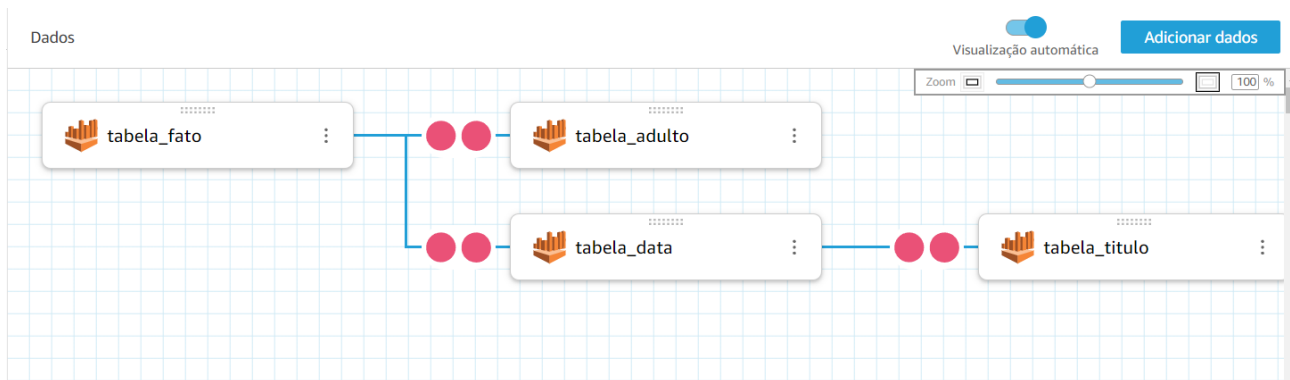 Dados
Visualização automática
Adicionar dados
Zoom 100 %
tabela_fato
tabela_adulto
tabela_data
tabela_titulo